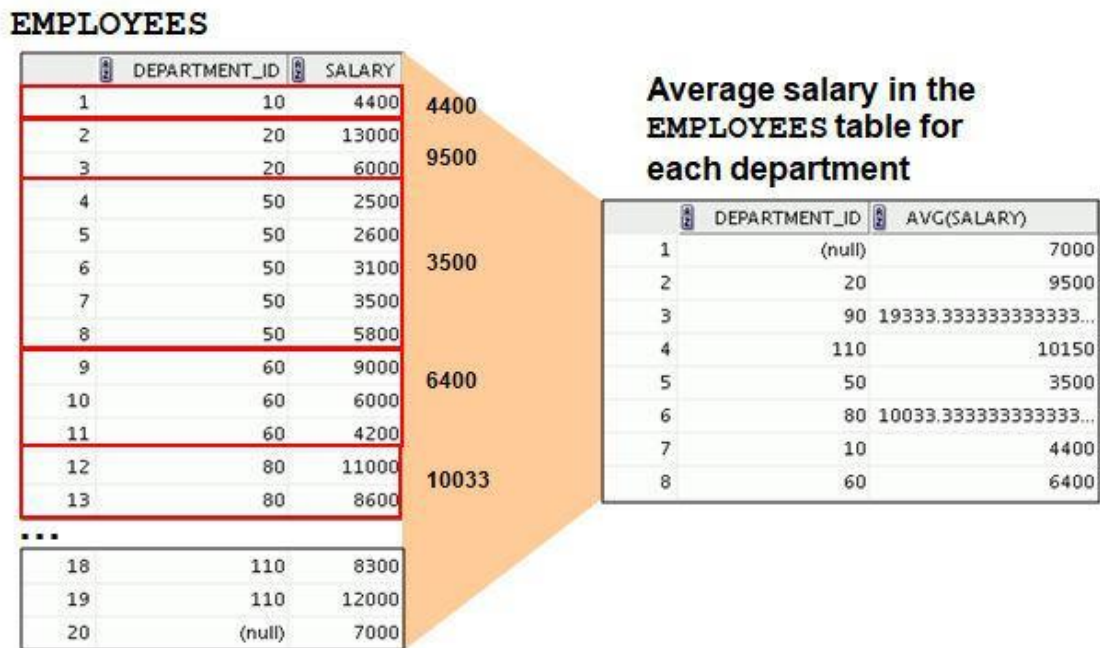 EMPLOYEES
DEPARTMENT_ID SALARY
1 10 4400
2 20 13000
3 20 6000
4 50 2500
5 50 2600
6 50 3100
7 50 3500
8 50 5800
9 60 9000
10 60 6000
11 60 4200
12 80 11000
13 80 8600
...
18 110 8300
19 110 12000
20 (null) 7000
4400
9500
3500
6400
10033
Average salary in the
EMPLOYEES table for
each department
DEPARTMENT_ID AVG(SALARY)
1 (null) 7000
2 20 9500
3 90 19333.333333333333...
4 110 10150
5 50 3500
6 80 10033.333333333333...
7 10 4400
8 60 6400